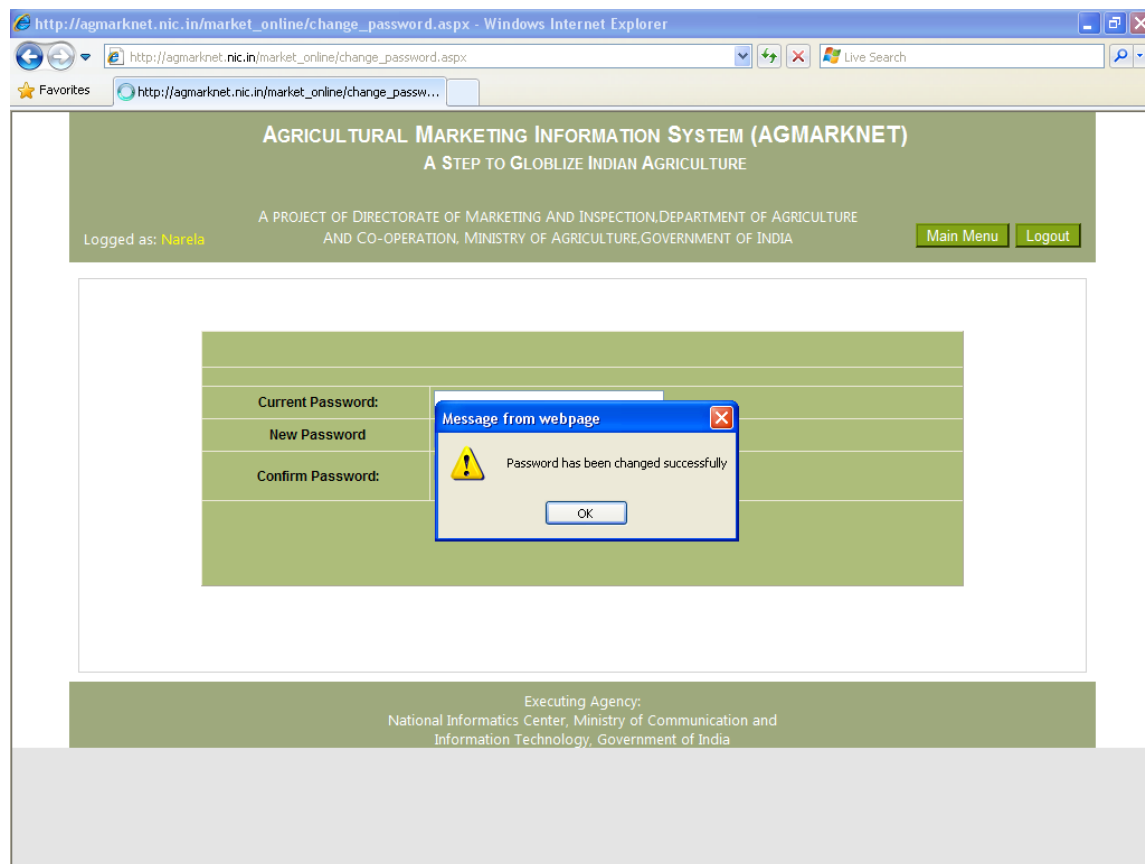 http://agmarknet.nic.in/market_online/change_password.aspx - Windows Internet Explorer
http://agmarknet.nic.in/market_online/change_password.aspx
Live Search
Favorites
http://agmarknet.nic.in/market_online/change_passw...
AGRICULTURAL MARKETING INFORMATION SYSTEM (AGMARKNET)
A STEP TO GLOBLIZE INDIAN AGRICULTURE
A PROJECT OF DIRECTORATE OF MARKETING AND INSPECTION,DEPARTMENT OF AGRICULTURE
AND CO-OPERATION, MINISTRY OF AGRICULTURE,GOVERNMENT OF INDIA
Logged as: Narela
Main Menu
Logout
Current Password:
New Password
Confirm Password:
Message from webpage
Password has been changed successfully
OK
Executing Agency:
National Informatics Center, Ministry of Communication and
Information Technology, Government of India